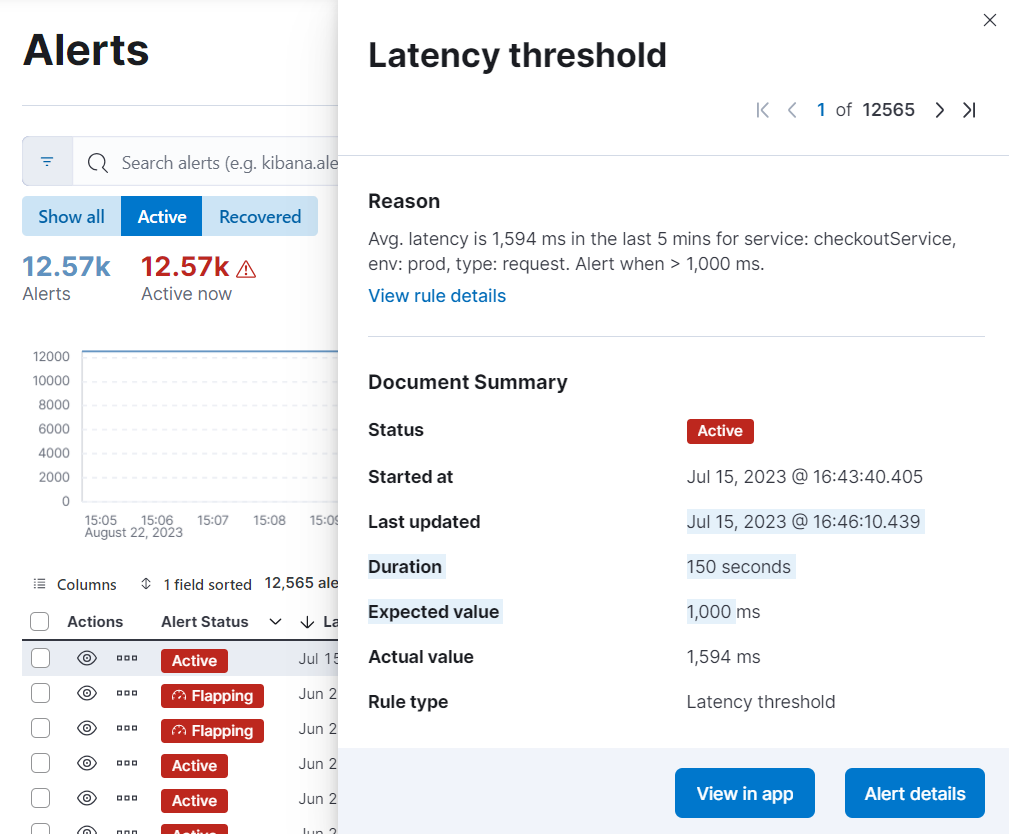 Alerts
Search alerts (e.g. kibana.ale
Show all Active Recovered
12.57k 12.57k
Alerts Active now
12000
10000
8000
6000
4000
2000
0
15:05 15:06 15:07 15:08 15:09
August 22, 2023
Columns 1 field sorted 12,565 ale
Actions Alert Status La
Active Jul 15
Flapping Jun 2
Flapping Jun 2
Active Jun 2
Active Jun 2
Active Jun 2
Latency threshold
1 of 12565
Reason
Avg. latency is 1,594 ms in the last 5 mins for service: checkoutService,
env: prod, type: request. Alert when > 1,000 ms.
View rule details
Document Summary
Status Active
Started at Jul 15, 2023 @ 16:43:40.405
Last updated Jul 15, 2023 @ 16:46:10.439
Duration 150 seconds
Expected value 1,000 ms
Actual value 1,594 ms
Rule type Latency threshold
View in app Alert details